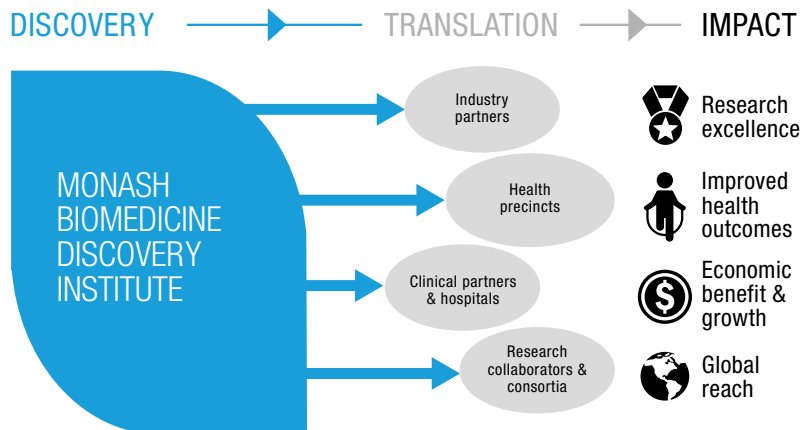 DISCOVERY
TRANSLATION
IMPACT
MONASH
BIOMEDICINE
DISCOVERY
INSTITUTE
Industry
partners
Health
precincts
Clinical partners
& hospitals
Research
collaborators &
consortia
Research
excellence
Improved
health
outcomes
$
Economic
benefit &
growth
Global
reach